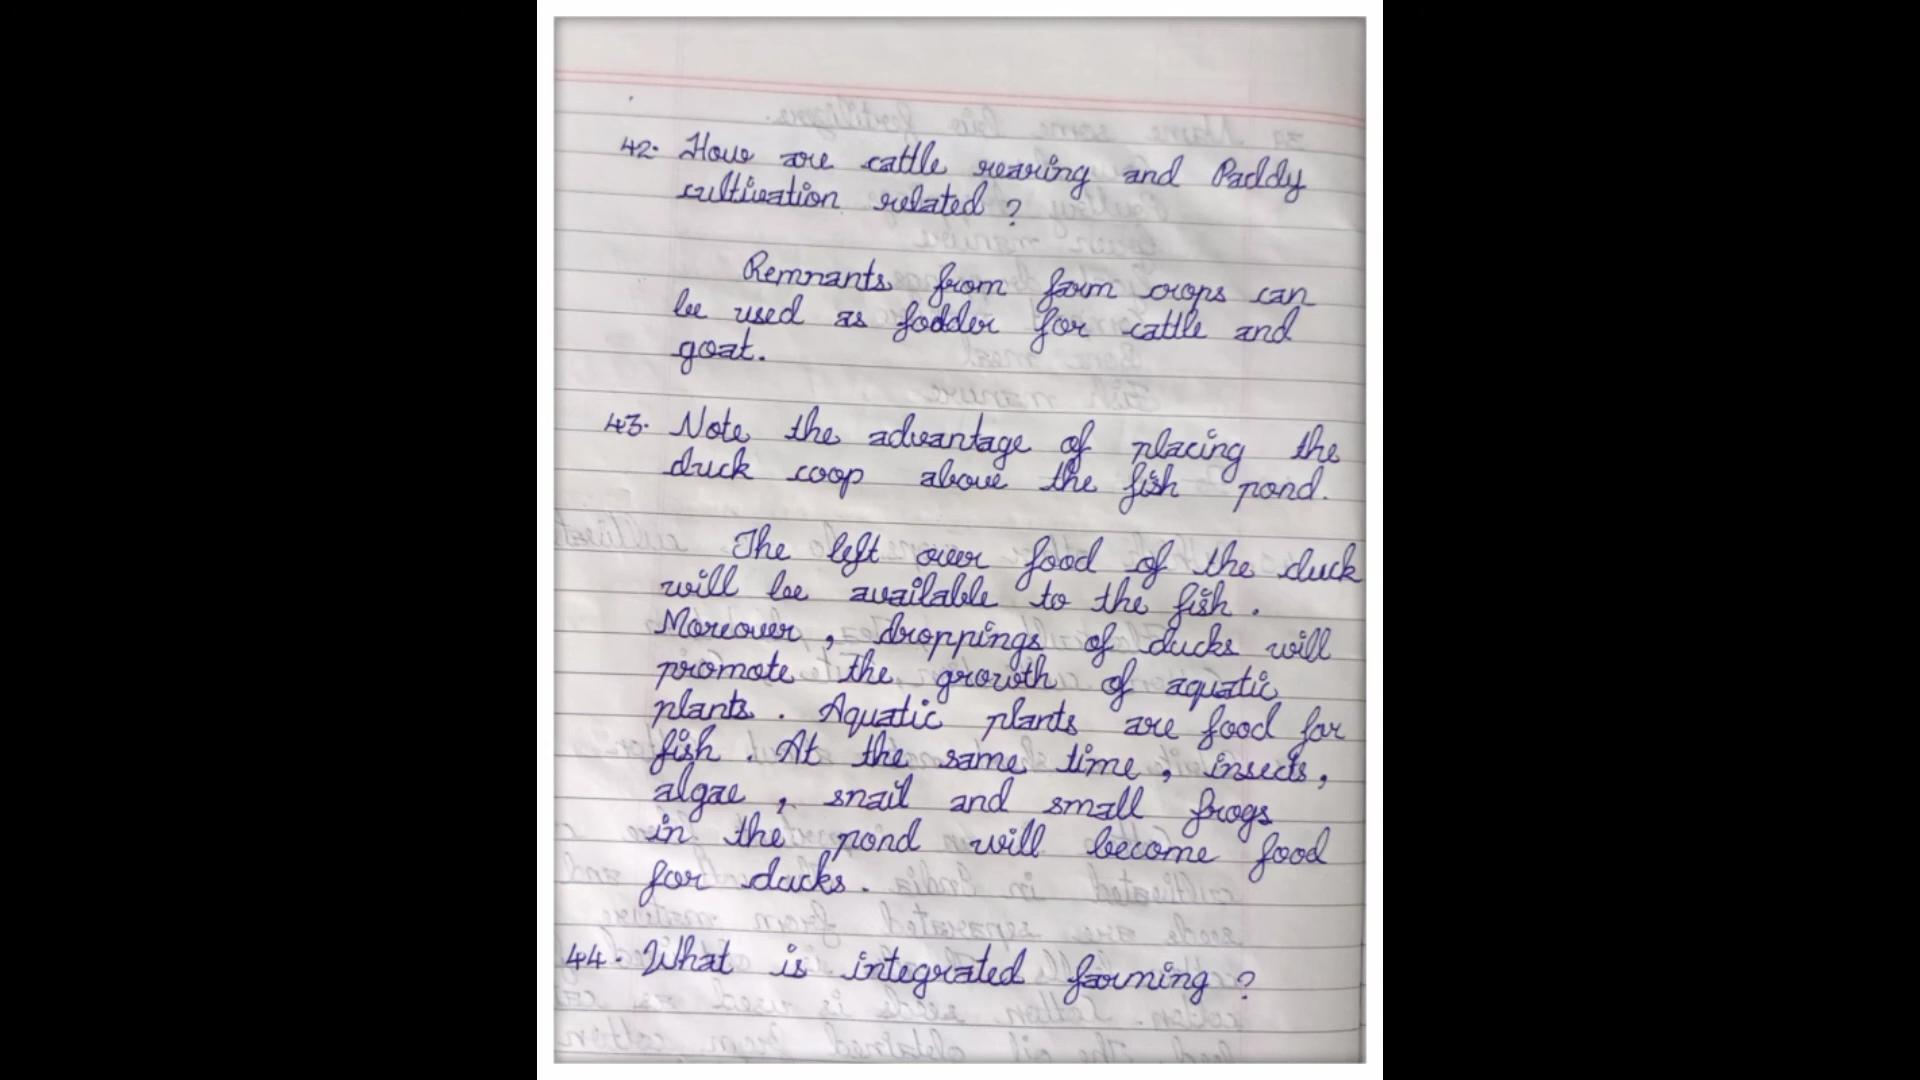 42. How are cattle rearing and Paddy
cultivation related?
Remnants from farm crops can
be used as fodder for cattle and
goat.
43. Note the advantage of placing the
duck coop above the fish pond.
The left over food of the duck
will be available to the fish.
Moreover, droppings of ducks will
promote the growth of aquatic
plants. Aquatic plants are food for
fish. At the same time, insects,
algae, snail and small frogs
in the pond will become food
for ducks.
44. What is integrated farming?